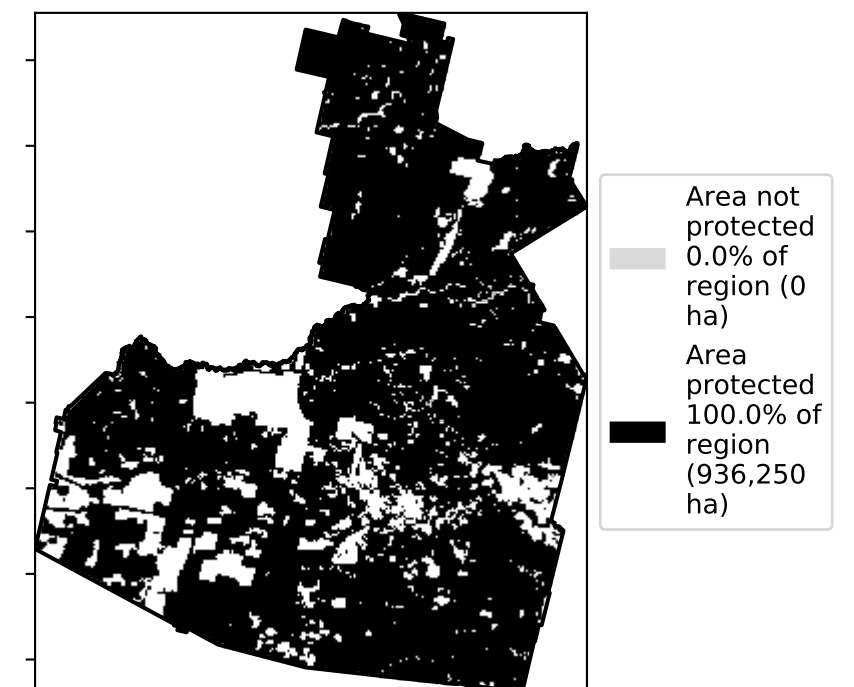 Area not
protected
0.0% of
region (0
ha)
Area
protected
100.0% of
region
(936,250
ha)